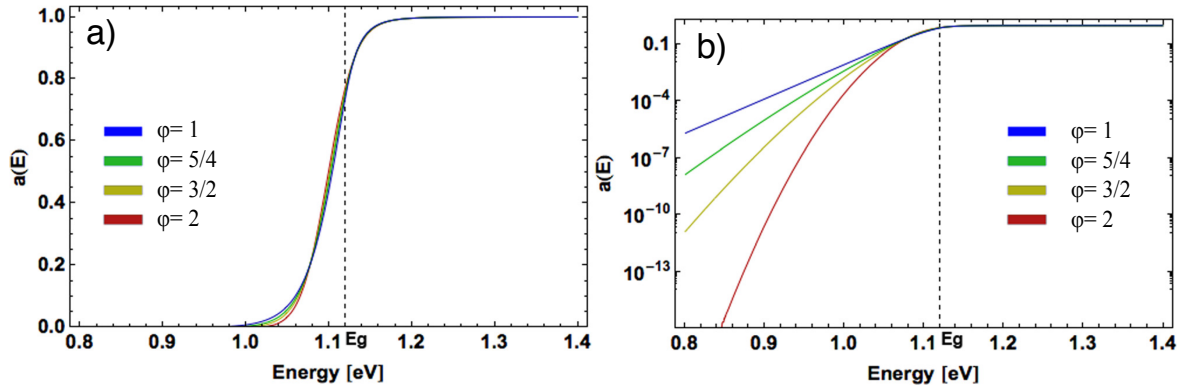 a)
a(E)
1.0
0.8
0.6
0.4
0.2
0.0
φ= 1
φ= 5/4
φ= 3/2
φ= 2
0.8 0.9 1.0 1.1 Eg 1.2 1.3 1.4
Energy [eV]
b)
a(E)
0.1
10⁻⁴
10⁻⁷
10⁻¹⁰
10⁻¹³
φ= 1
φ= 5/4
φ= 3/2
φ= 2
0.8 0.9 1.0 1.1 Eg 1.2 1.3 1.4
Energy [eV]